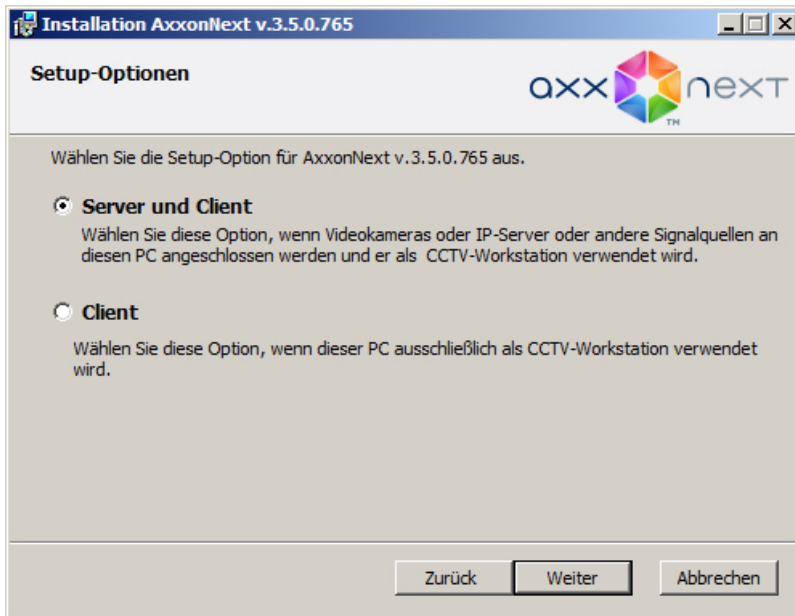 Installation AxxonNext v.3.5.0.765
Setup-Optionen
axx next
TM
Wählen Sie die Setup-Option für AxxonNext v.3.5.0.765 aus.
Server und Client
Wählen Sie diese Option, wenn Videokameras oder IP-Server oder andere Signalquellen an
diesen PC angeschlossen werden und er als CCTV-Workstation verwendet wird.
Client
Wählen Sie diese Option, wenn dieser PC ausschließlich als CCTV-Workstation verwendet
wird.
Zurück
Weiter
Abbrechen